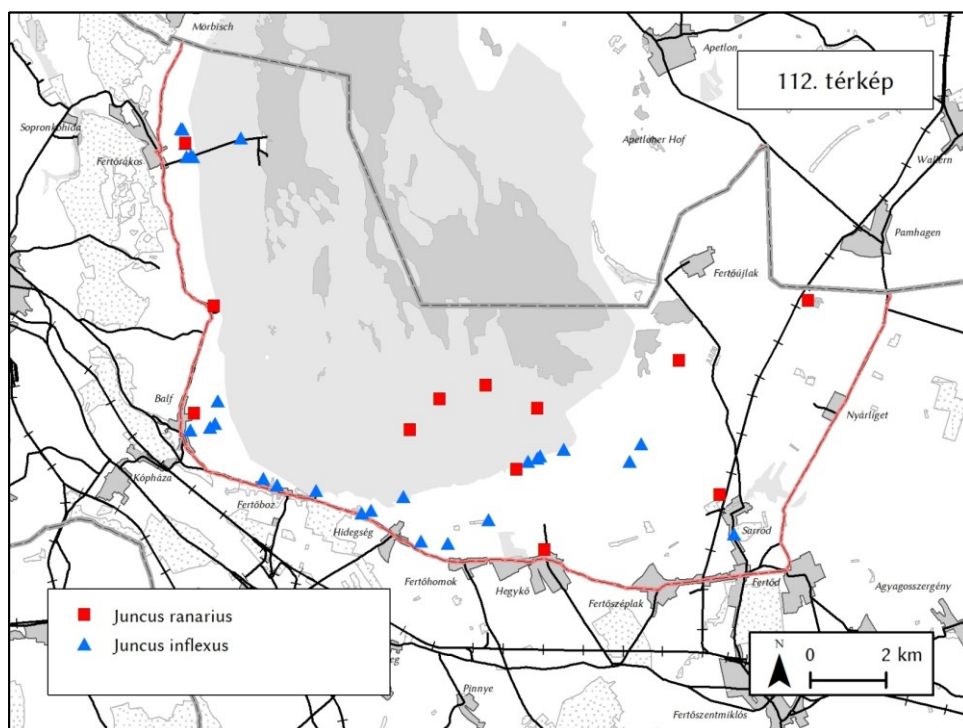 Mörbisch
Apetlon
112. térkép
Sopronkőhida
Fertőrákos
Apetloner Hof
Wallern
Pamhagen
Fertőújlak
Balf
Nyárliget
Kópháza
Fertőboz
Hidegség
Sarród
Fertőhomok
Hegykő
Fertőszéplak
Fertőd
Agyagosszergény
Juncus ranarius
Juncus inflexus
N
0 2 km
Pinnye
Fertőszentmiklós